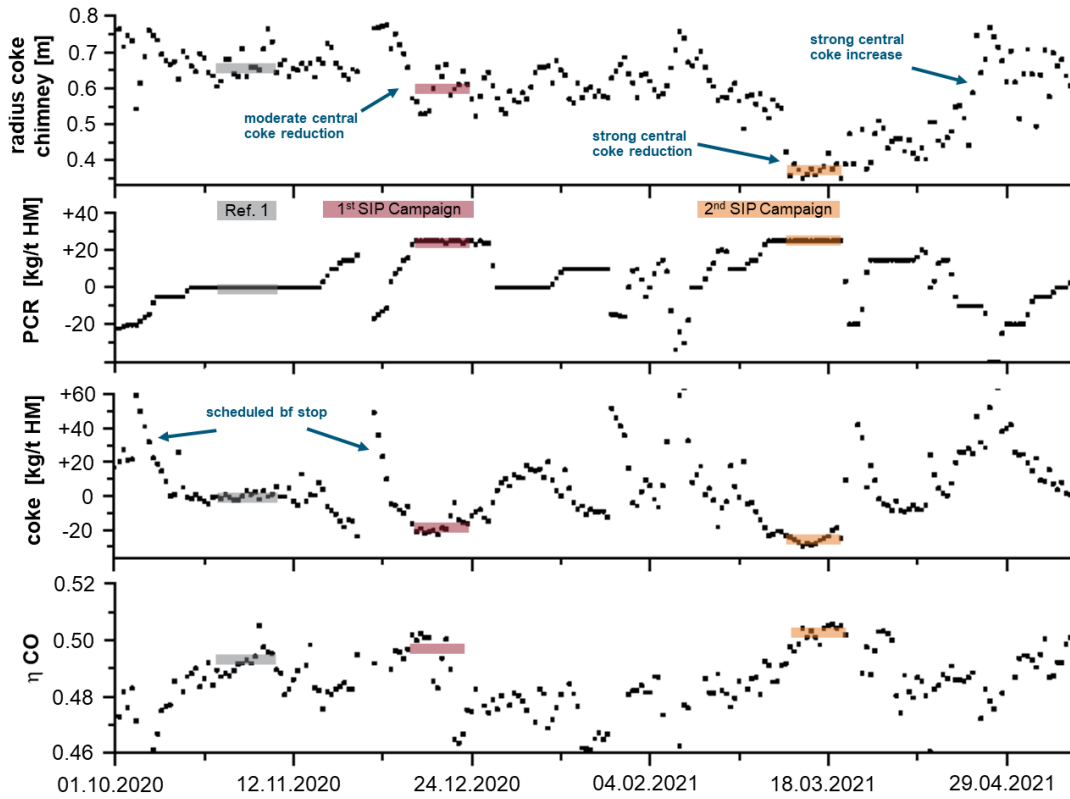 radius coke
chimney [m]
0.8
0.7
0.6
0.5
0.4
moderate central
coke reduction
strong central
coke reduction
strong central
coke increase
PCR [kg/t HM]
+40
+20
0
-20
Ref. 1
1st SIP Campaign
2nd SIP Campaign
coke [kg/t HM]
+60
+40
+20
0
-20
scheduled bf stop
η CO
0.52
0.50
0.48
0.46
01.10.2020
12.11.2020
24.12.2020
04.02.2021
18.03.2021
29.04.2021